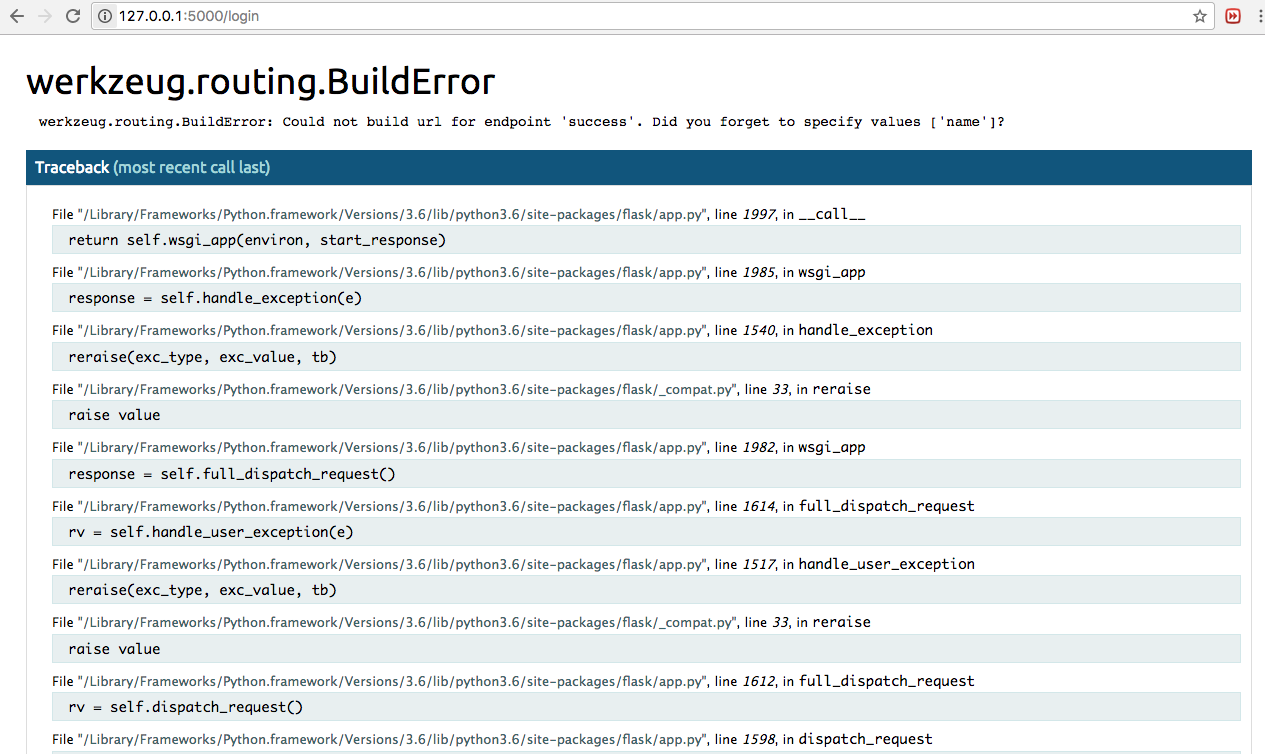 127.0.0.1:5000/login
werkzeug.routing.BuildError
werkzeug.routing.BuildError: Could not build url for endpoint 'success'. Did you forget to specify values ['name']?
Traceback (most recent call last)
File "/Library/Frameworks/Python.framework/Versions/3.6/lib/python3.6/site-packages/flask/app.py", line 1997, in __call__
return self.wsgi_app(environ, start_response)
File "/Library/Frameworks/Python.framework/Versions/3.6/lib/python3.6/site-packages/flask/app.py", line 1985, in wsgi_app
response = self.handle_exception(e)
File "/Library/Frameworks/Python.framework/Versions/3.6/lib/python3.6/site-packages/flask/app.py", line 1540, in handle_exception
reraise(exc_type, exc_value, tb)
File "/Library/Frameworks/Python.framework/Versions/3.6/lib/python3.6/site-packages/flask/_compat.py", line 33, in reraise
raise value
File "/Library/Frameworks/Python.framework/Versions/3.6/lib/python3.6/site-packages/flask/app.py", line 1982, in wsgi_app
response = self.full_dispatch_request()
File "/Library/Frameworks/Python.framework/Versions/3.6/lib/python3.6/site-packages/flask/app.py", line 1614, in full_dispatch_request
rv = self.handle_user_exception(e)
File "/Library/Frameworks/Python.framework/Versions/3.6/lib/python3.6/site-packages/flask/app.py", line 1517, in handle_user_exception
reraise(exc_type, exc_value, tb)
File "/Library/Frameworks/Python.framework/Versions/3.6/lib/python3.6/site-packages/flask/_compat.py", line 33, in reraise
raise value
File "/Library/Frameworks/Python.framework/Versions/3.6/lib/python3.6/site-packages/flask/app.py", line 1612, in full_dispatch_request
rv = self.dispatch_request()
File "/Library/Frameworks/Python.framework/Versions/3.6/lib/python3.6/site-packages/flask/app.py", line 1598, in dispatch_request